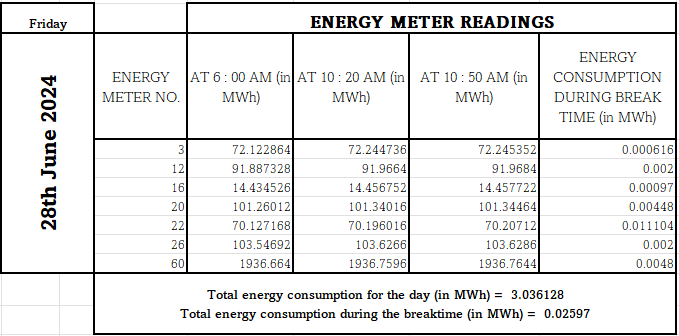 Friday
ENERGY METER READINGS
28th June 2024
ENERGY METER NO.
AT 6 : 00 AM (in MWh)
AT 10 : 20 AM (in MWh)
AT 10 : 50 AM (in MWh)
ENERGY CONSUMPTION DURING BREAK TIME (in MWh)
3 72.122864 72.244736 72.245352 0.000616
12 91.887328 91.9664 91.9684 0.002
16 14.434526 14.456752 14.457722 0.00097
20 101.26012 101.34016 101.34464 0.00448
22 70.127168 70.196016 70.20712 0.011104
26 103.54692 103.6266 103.6286 0.002
60 1936.664 1936.7596 1936.7644 0.0048
Total energy consumption for the day (in MWh) = 3.036128
Total energy consumption during the breaktime (in MWh) = 0.02597